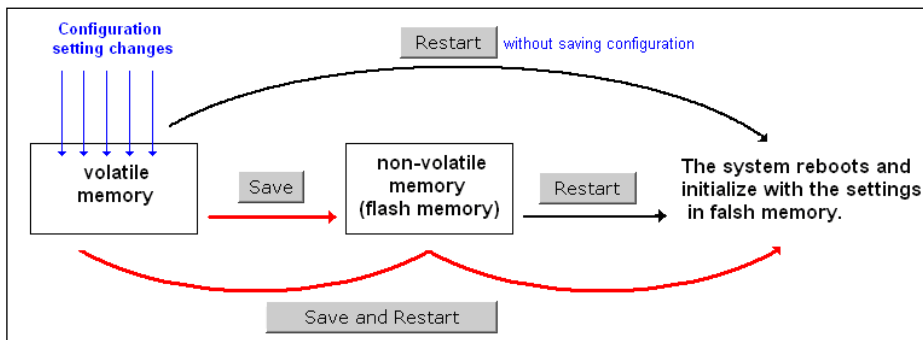 Configuration
setting changes
Restart
without saving configuration
volatile
memory
Save
non-volatile
memory
(flash memory)
Restart
The system reboots and
initialize with the settings
in falsh memory.
Save and Restart